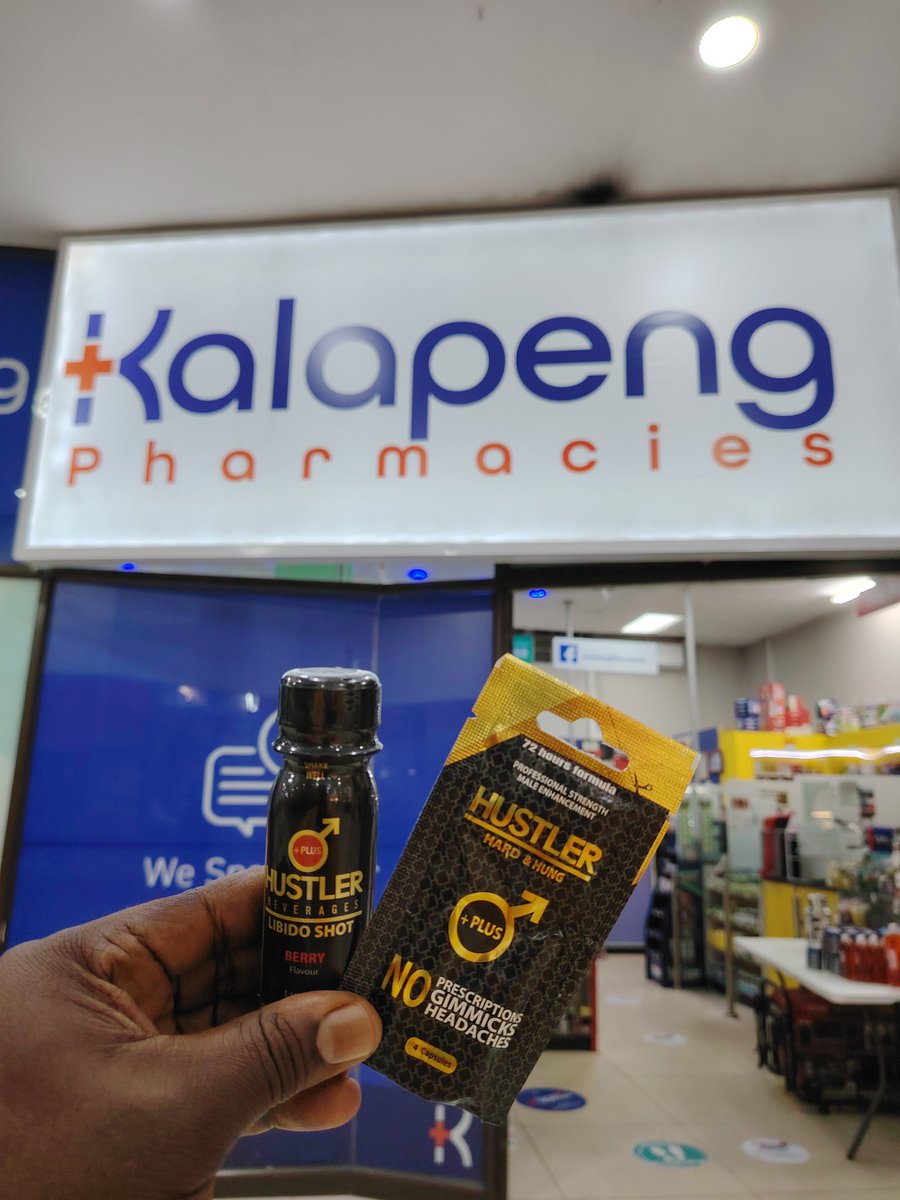 Kalapeng
Pharmacies
g
We Sp
SHAKE
WELL
+ PLUS
HUSTLER
BEVERAGES
LIBIDO SHOT
BERRY
Flavour
72 hours formula
PROFESSIONAL STRENGTH
MALE ENHANCEMENT
HUSTLER
HARD & HUNG
+ PLUS
NO PRESCRIPTIONS
GIMMICKS
HEADACHES
4 Capsules
K